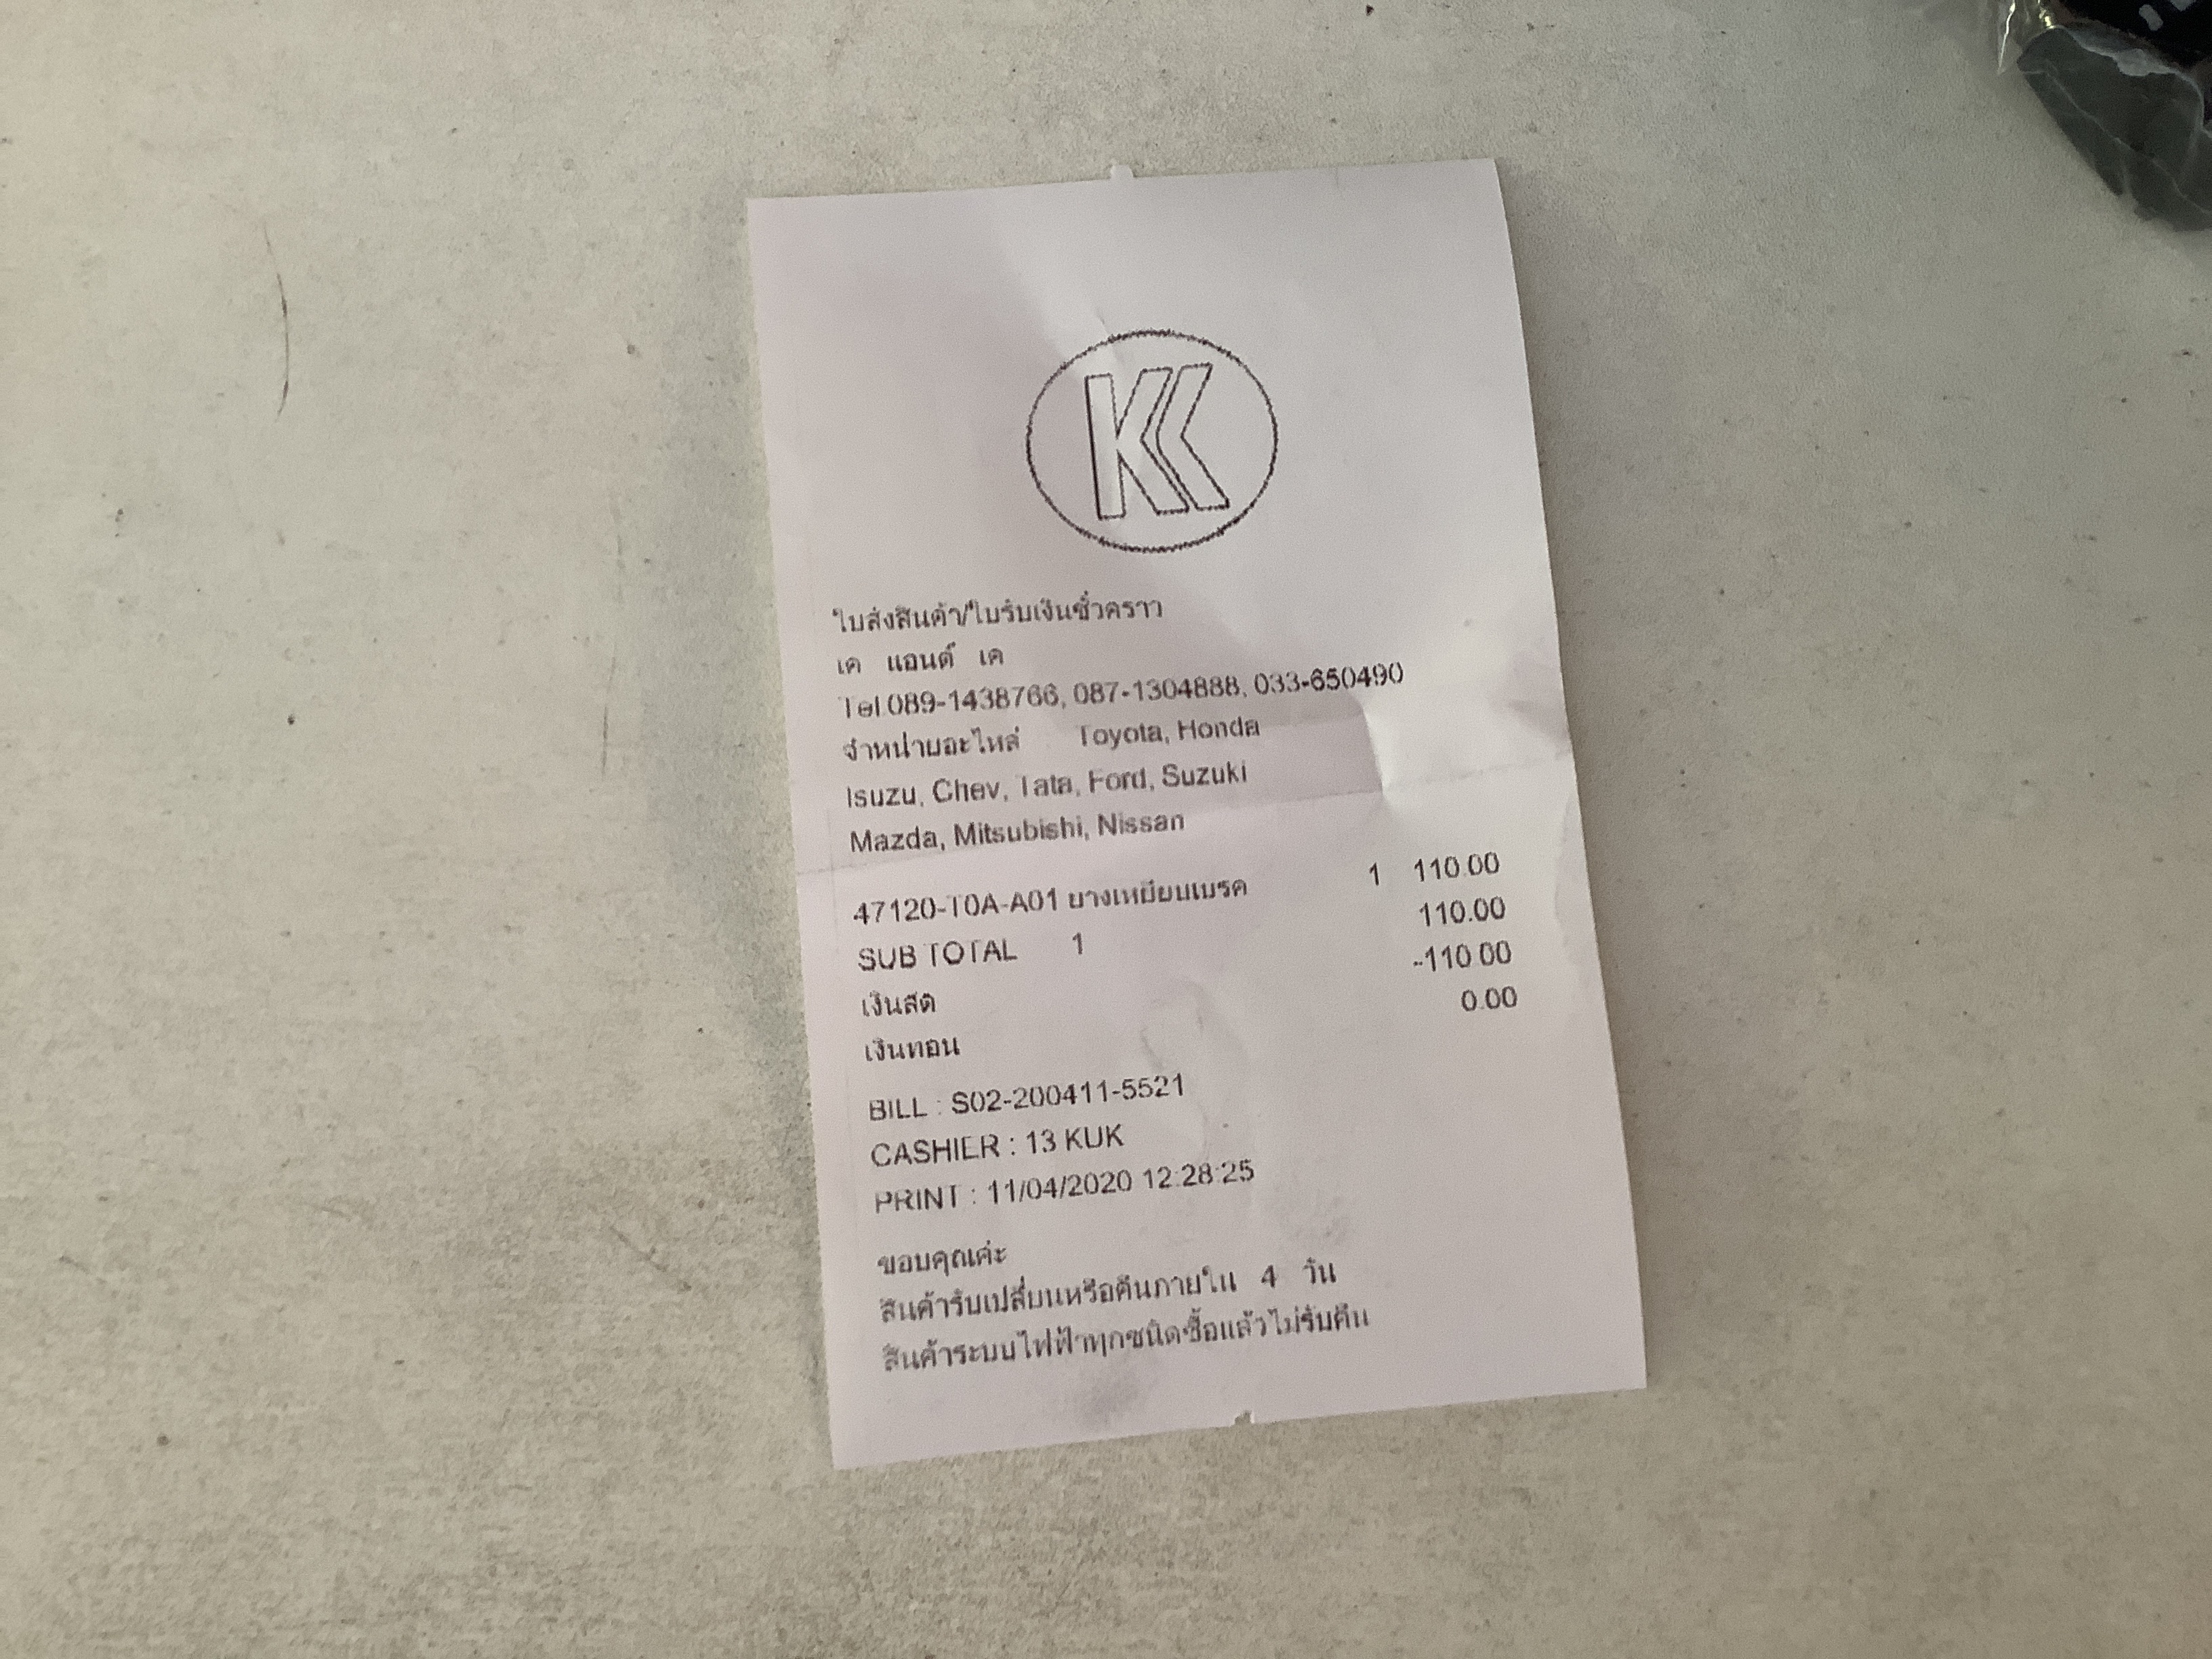 KK
ใบส่งสินค้า/ใบรับเงินชั่วคราว
เค แอนด์ เค
Tel.089-1438766, 087-1304888, 033-650490
จำหน่ายอะไหล่ Toyota, Honda
Isuzu, Chev, Tata, Ford, Suzuki
Mazda, Mitsubishi, Nissan
47120-T0A-A01 ยางเหยียบเบรค 1 110.00
SUB TOTAL 1 110.00
เงินสด -110.00
เงินทอน 0.00
BILL : S02-200411-5521
CASHIER : 13 KUK
PRINT : 11/04/2020 12:28:25
ขอบคุณค่ะ
สินค้ารับเปลี่ยนหรือคืนภายใน 4 วัน
สินค้าระบบไฟฟ้าทุกชนิดซื้อแล้วไม่รับคืน